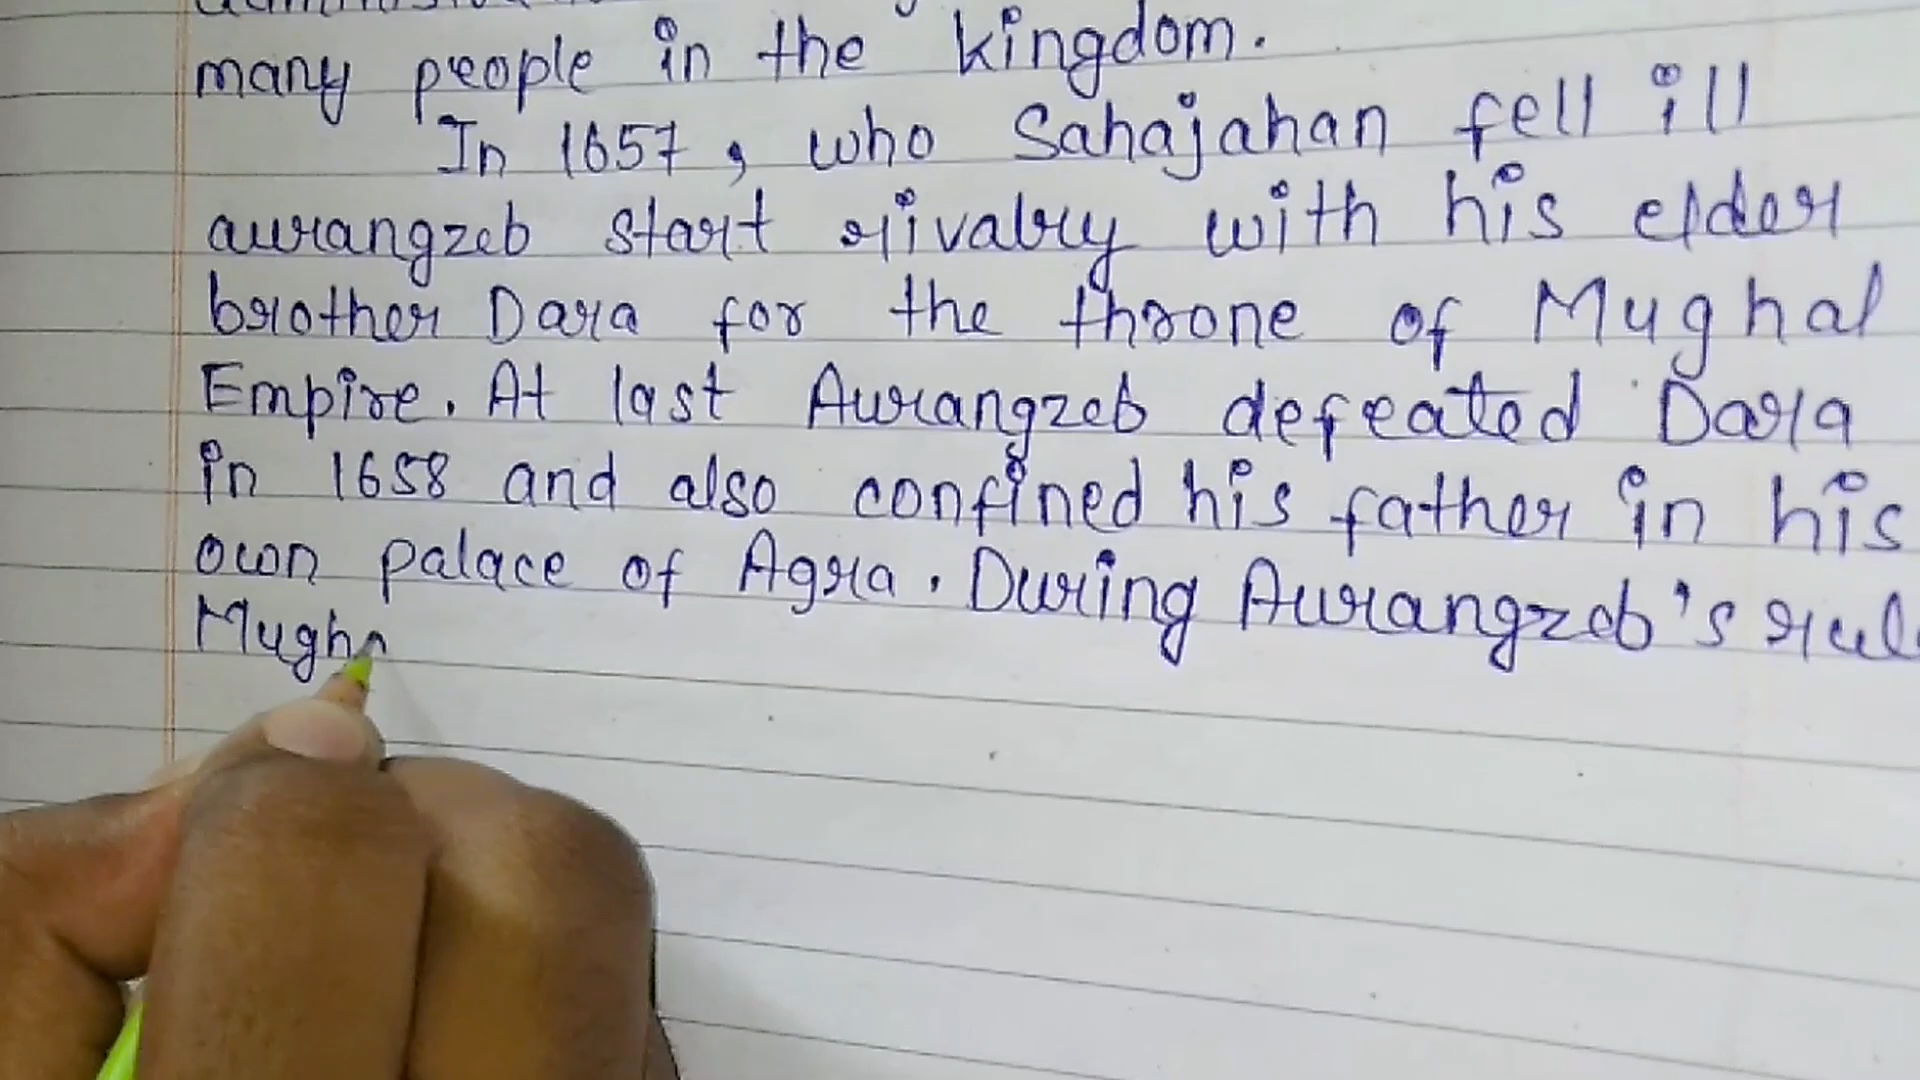 many people in the kingdom.
In 1657, who Sahajahan fell ill
aurangzeb start rivalry with his elder
brother Dara for the throne of Mughal
Empire. At last Aurangzeb defeated Dara
in 1658 and also confined his father in his
own palace of Agra. During Aurangzeb's rule
Mugha